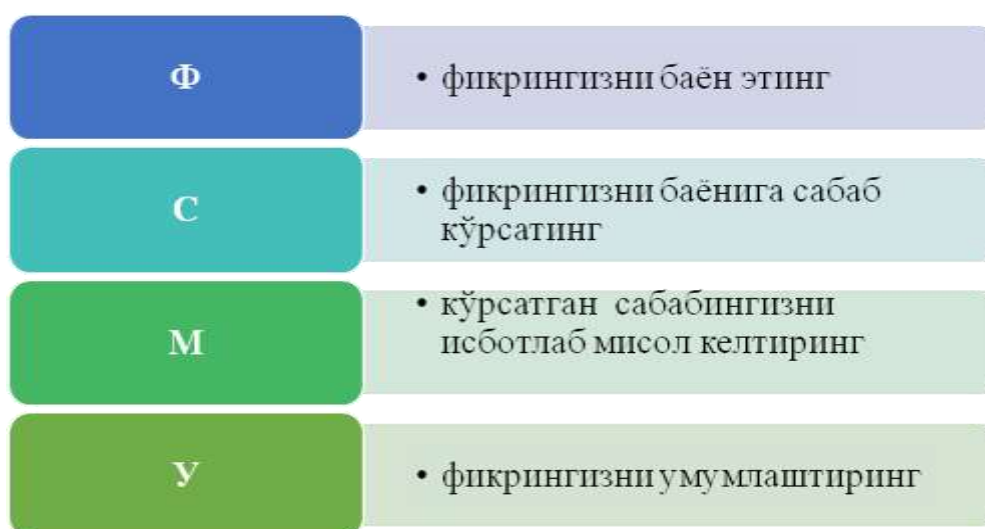 Ф
• фикрингизни баён этинг
С
• фикрингизни баёнига сабаб
кўрсатинг
М
• кўрсатган сабабингизни
исботлаб мисол келтиринг
У
• фикрингизни умумлаштиринг